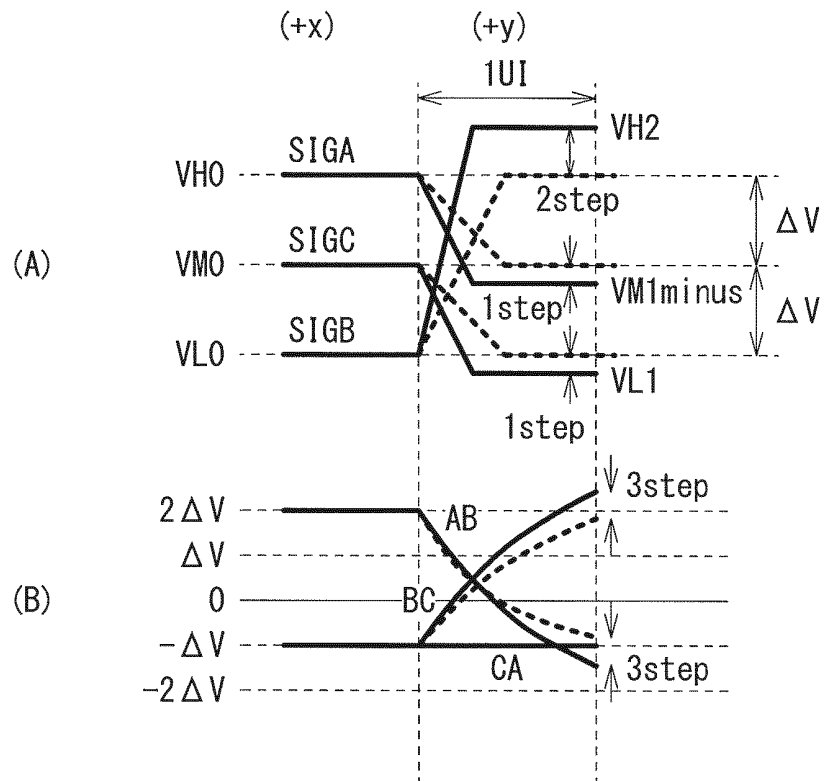 (+x) (+y)
1UI
VH2
SIGA
VH0
2step
ΔV
(A)
SIGC
VM0
VM1minus
1step
ΔV
SIGB
VL0
VL1
1step
3step
2ΔV
AB
ΔV
(B)
0
BC
-ΔV
CA
3step
-2ΔV